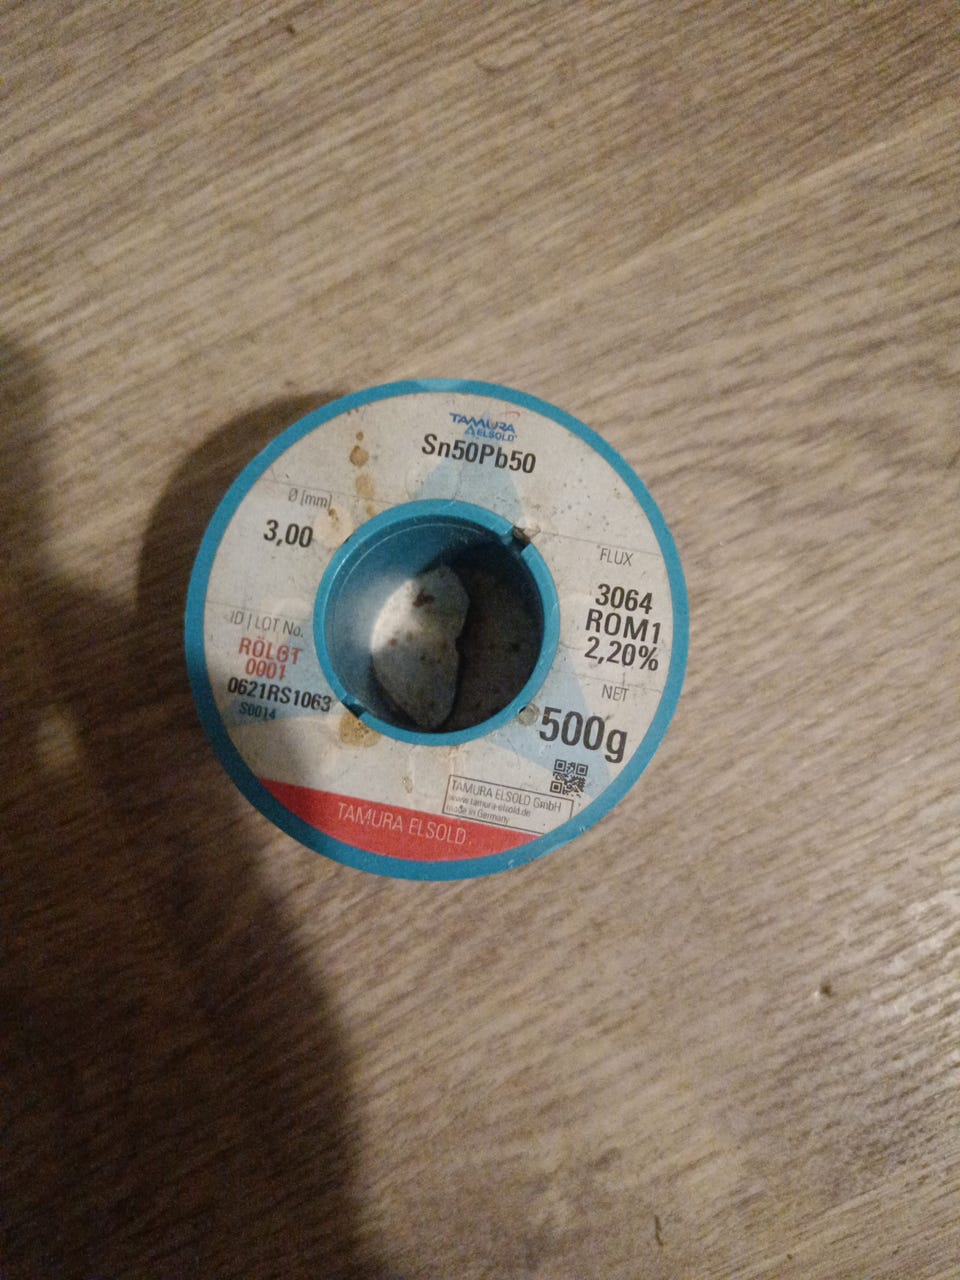 TAMURA
ELSOLD
Sn50Pb50
Ø [mm]
3,00
FLUX
3064
ROM1
2,20%
ID | LOT No.
RÖLGT
0001
0621RS1063
S0014
NET
500g
TAMURA ELSOLD GmbH
www.tamura-elsold.de
made in Germany
TAMURA ELSOLD